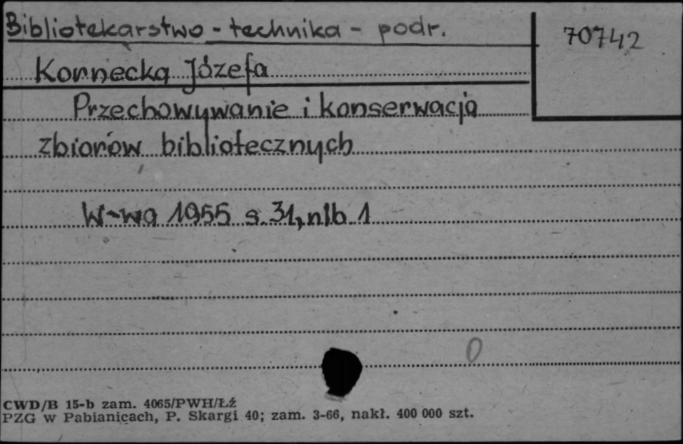 Bibliotekarstwo - technika - podr.
70742
Kornecka Józefa
Przechowywanie i konserwacja
zbiorów bibliotecznych
W-wa 1955 s. 31, nlb 1
0
CWD/B 15-b zam. 4065/PWH/Łź
PZG w Pabianicach, P. Skargi 40; zam. 3-66, nakł. 400 000 szt.